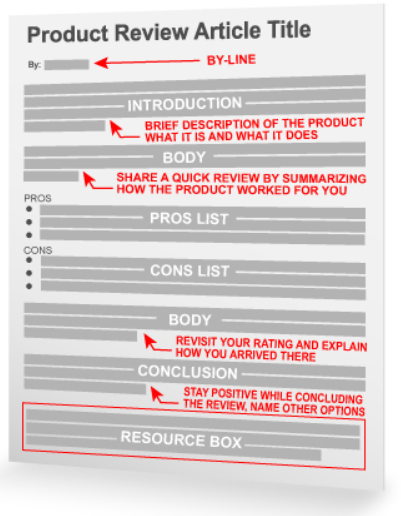 Product Review Article Title
By:
BY-LINE
INTRODUCTION
BRIEF DESCRIPTION OF THE PRODUCT
WHAT IT IS AND WHAT IT DOES
BODY
SHARE A QUICK REVIEW BY SUMMARIZING
HOW THE PRODUCT WORKED FOR YOU
PROS
PROS LIST
CONS
CONS LIST
BODY
REVISIT YOUR RATING AND EXPLAIN
HOW YOU ARRIVED THERE
CONCLUSION
STAY POSITIVE WHILE CONCLUDING
THE REVIEW, NAME OTHER OPTIONS
RESOURCE BOX